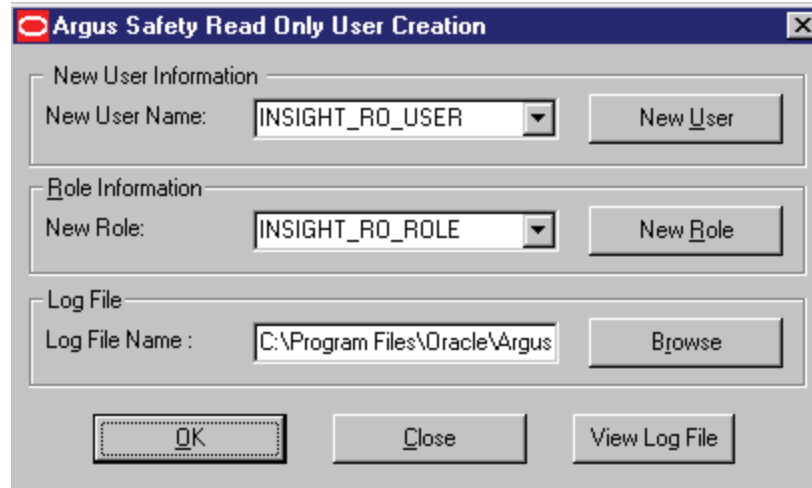 Argus Safety Read Only User Creation
New User Information
New User Name: INSIGHT_RO_USER New User
Role Information
New Role: INSIGHT_RO_ROLE New Role
Log File
Log File Name : C:\Program Files\Oracle\Argus Browse
OK Close View Log File